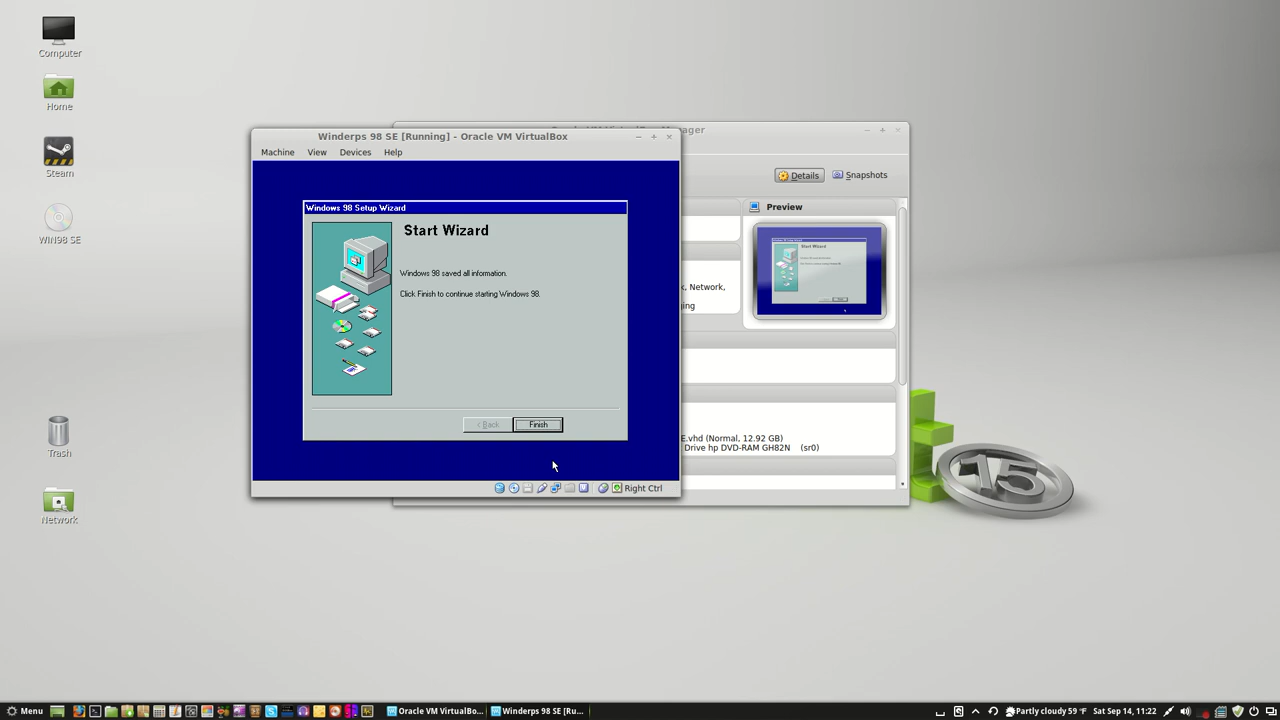 Computer
Home
Steam
WIN98 SE
Trash
Network
Winderps 98 SE [Running] - Oracle VM VirtualBox
Machine View Devices Help
Windows 98 Setup Wizard
Start Wizard
Windows 98 saved all information.
Click Finish to continue starting Windows 98.
< Back Finish
Right Ctrl
Details Snapshots
Preview
Start Wizard
k, Network,
ging
E.vhd (Normal, 12.92 GB)
Drive hp DVD-RAM GH82N (sr0)
15
Menu
Oracle VM VirtualBo...
Winderps 98 SE [Ru...
Partly cloudy 59 °F Sat Sep 14, 11:22